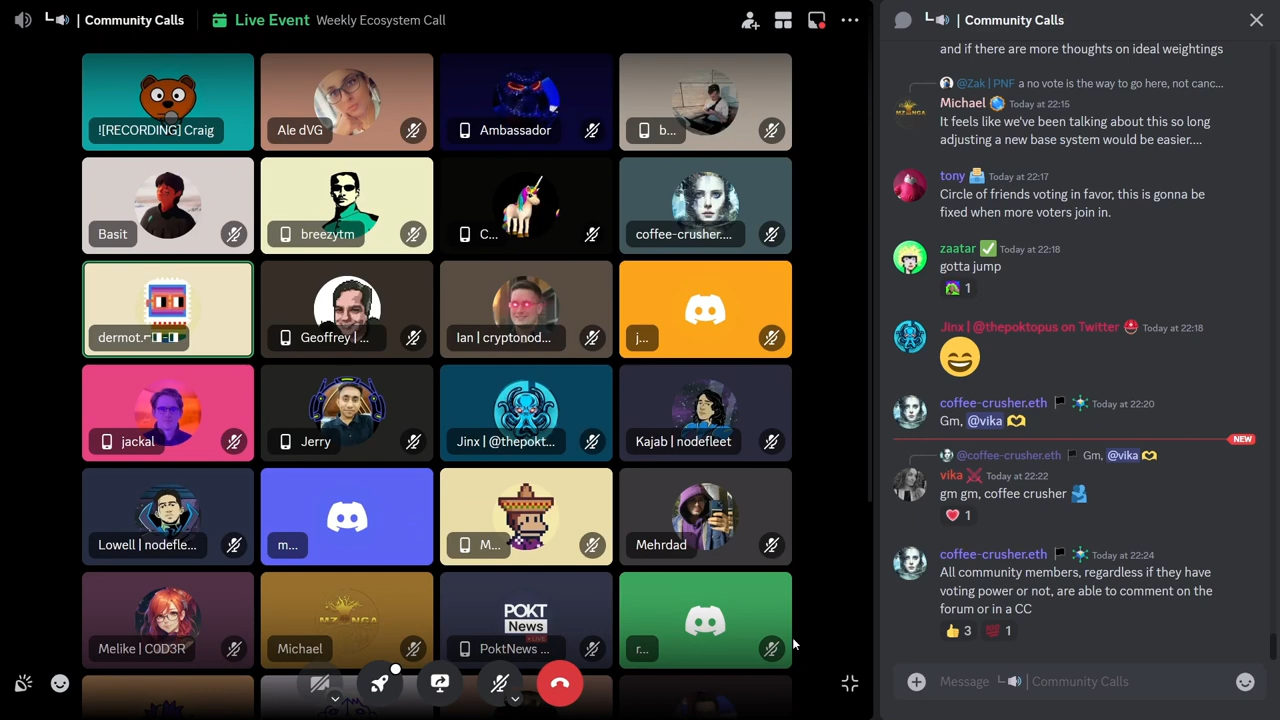 └ | Community Calls
Live Event Weekly Ecosystem Call
![RECORDING] Craig
Ale dVG
Ambassador
b...
Basit
breezytm
C...
coffee-crusher....
dermot.
Geoffrey | ...
Ian | cryptonod...
j...
jackal
Jerry
Jinx | @thepokt...
Kajab | nodefleet
Lowell | nodefle...
m...
M...
Mehrdad
Melike | C0D3R
Michael
MZONGA
PoktNews ...
POKT
News
LIVE
r...
└ | Community Calls
and if there are more thoughts on ideal weightings
@Zak | PNF a no vote is the way to go here, not canc...
Michael Today at 22:15
It feels like we've been talking about this so long
adjusting a new base system would be easier....
tony Today at 22:17
Circle of friends voting in favor, this is gonna be
fixed when more voters join in.
zaatar Today at 22:18
gotta jump
1
Jinx | @thepoktopus on Twitter Today at 22:18
coffee-crusher.eth Today at 22:20
Gm, @vika
NEW
@coffee-crusher.eth Gm, @vika
vika Today at 22:22
gm gm, coffee crusher
1
coffee-crusher.eth Today at 22:24
All community members, regardless if they have
voting power or not, are able to comment on the
forum or in a CC
3 1
Message └ | Community Calls